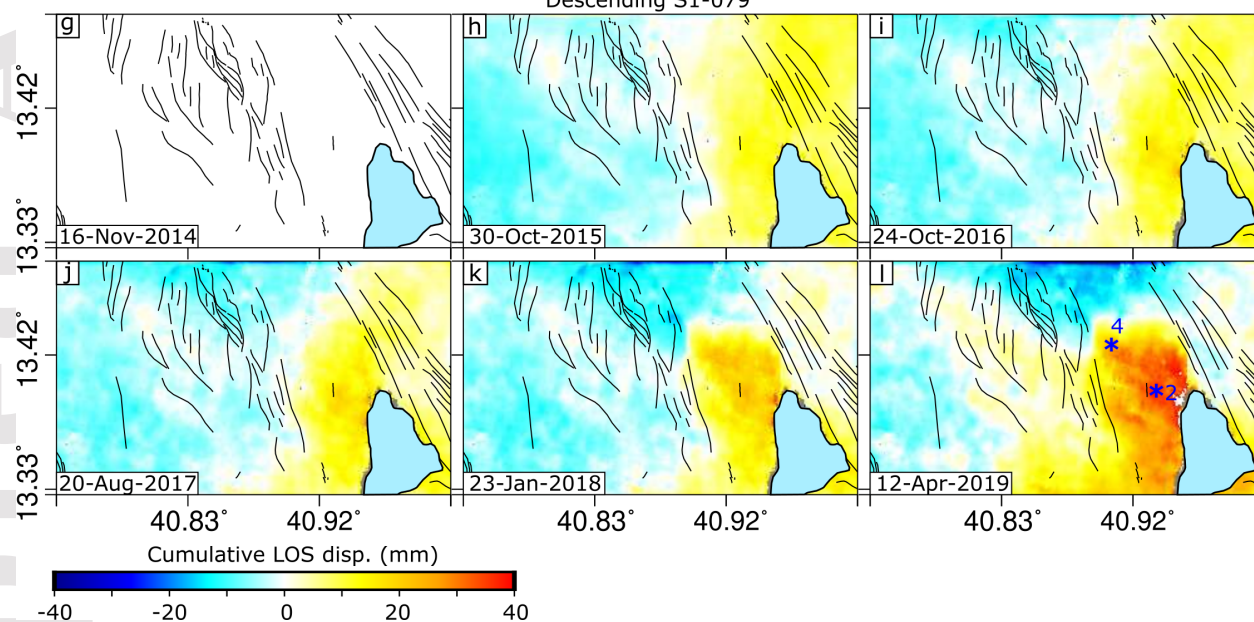 Descending S1-079
g
h
i
13.42°
13.33°
16-Nov-2014
30-Oct-2015
24-Oct-2016
j
k
l
4
13.42°
2
13.33°
20-Aug-2017
23-Jan-2018
12-Apr-2019
40.83° 40.92° 40.83° 40.92° 40.83° 40.92°
Cumulative LOS disp. (mm)
-40 -20 0 20 40